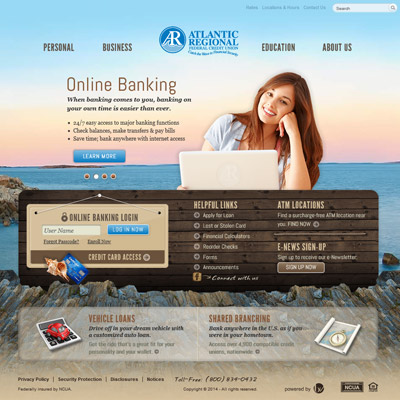 Home Locations & Hours Contact Us Search...
PERSONAL BUSINESS EDUCATION ABOUT US
AR ATLANTIC
REGIONAL
FEDERAL CREDIT UNION
Online Banking
When banking comes to you, banking on
your own time is easier than ever.
• 24/7 easy access to major banking functions
• Check balances, make transfers & pay bills
• Save time; bank anywhere with internet access
LEARN MORE
ONLINE BANKING LOGIN
User Name LOG IN NOW
Forgot Passcode? Enroll Now
CREDIT CARD ACCESS
HELPFUL LINKS
Apply for Loan
Lost or Stolen Card
Financial Calculators
Reorder Checks
Forms
Announcements
Connect with us
ATM LOCATIONS
Find a surcharge-free ATM location near
you. FIND NOW
E-NEWS SIGN-UP
Sign up to receive our e-Newsletter.
SIGN UP NOW
VEHICLE LOANS
Drive off in your dream vehicle with
a customized auto loan.
Get the rate that's a great fit for
your personality and your wallet.
SHARED BRANCHING
Bank anywhere in the U.S. as if you
were in your hometown.
Access over 4,900 compatible credit
unions, nationwide.
Privacy Policy | Security Protection | Disclosures | Notices Toll-Free: (800) 834-0432
Federally insured by NCUA. Copyright © 2014 - All rights reserved. powered by NCUA